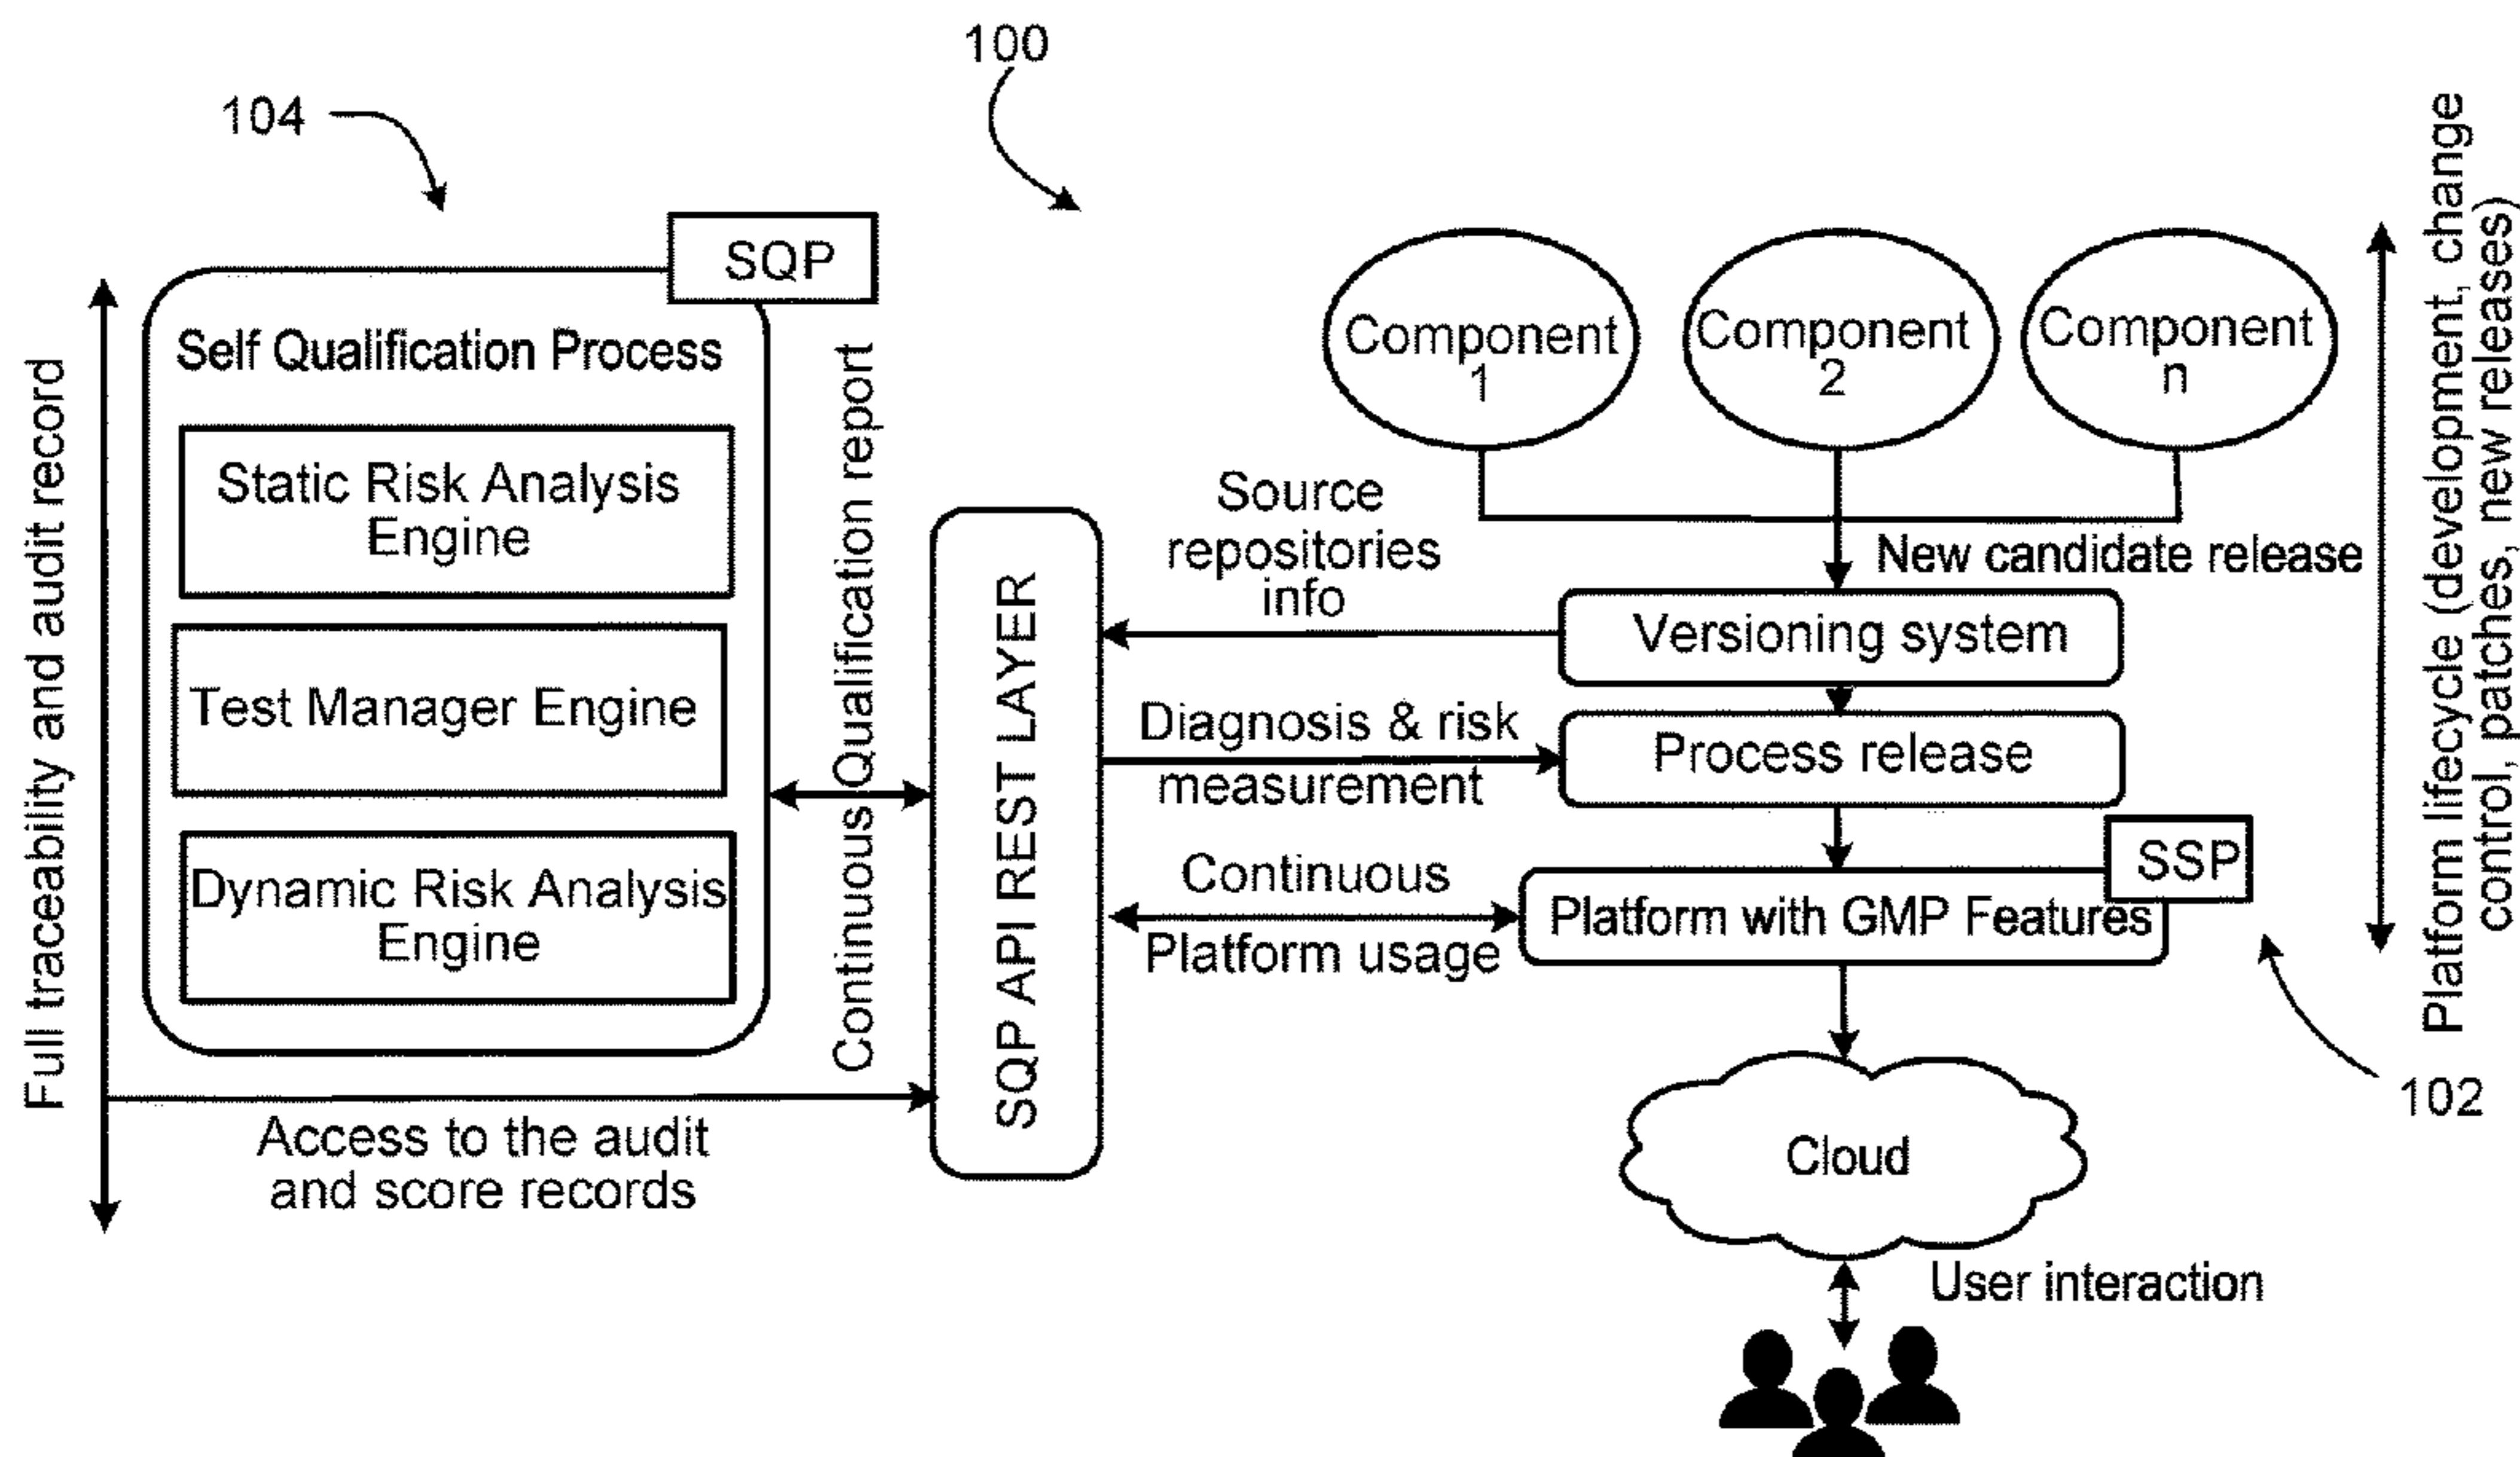 100
104
SQP
Self Qualification Process
Static Risk Analysis
Engine
Test Manager Engine
Dynamic Risk Analysis
Engine
Full traceability and audit record
Access to the audit
and score records
Continuous Qualification report
SQP API REST LAYER
Component
1
Component
2
Component
n
New candidate release
Source
repositories
info
Versioning system
Diagnosis & risk
measurement
Process release
Continuous
Platform usage
SSP
Platform with GMP Features
Cloud
User interaction
Platform lifecycle (development, change
control, patches, new releases)
102